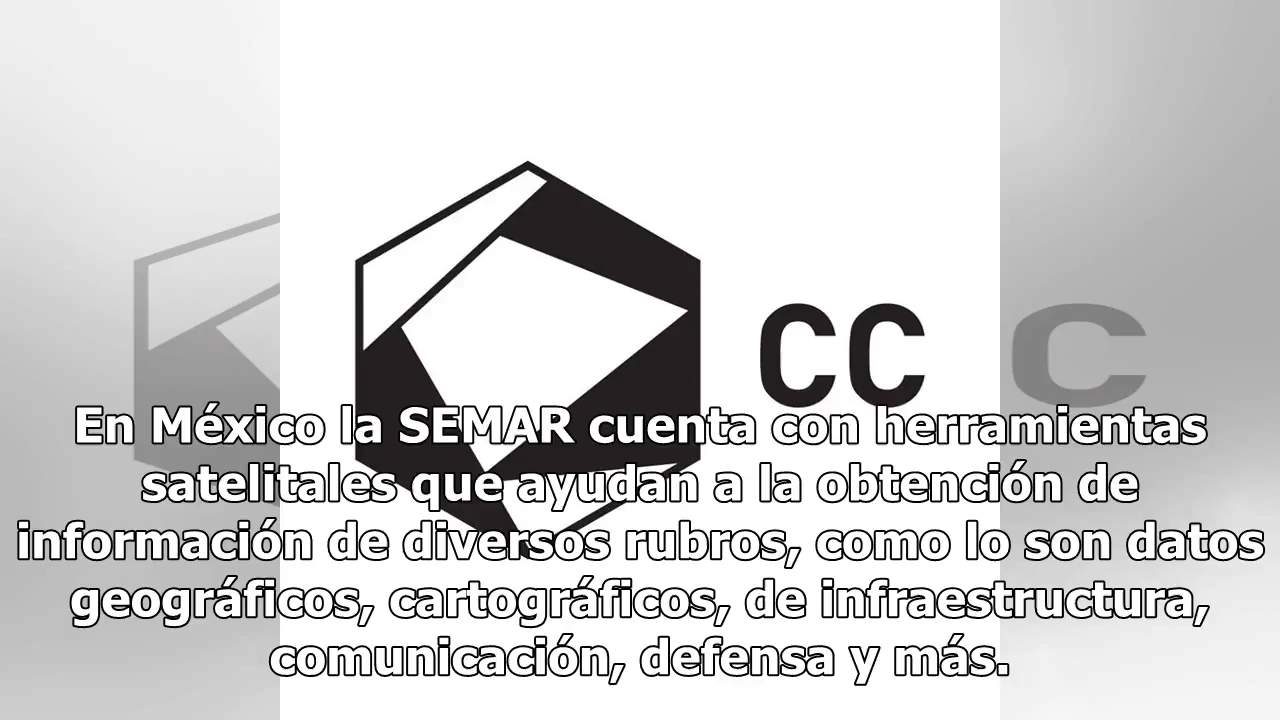 CC
C
En México la SEMAR cuenta con herramientas
satelitales que ayudan a la obtención de
información de diversos rubros, como lo son datos
geográficos, cartográficos, de infraestructura,
comunicación, defensa y más.